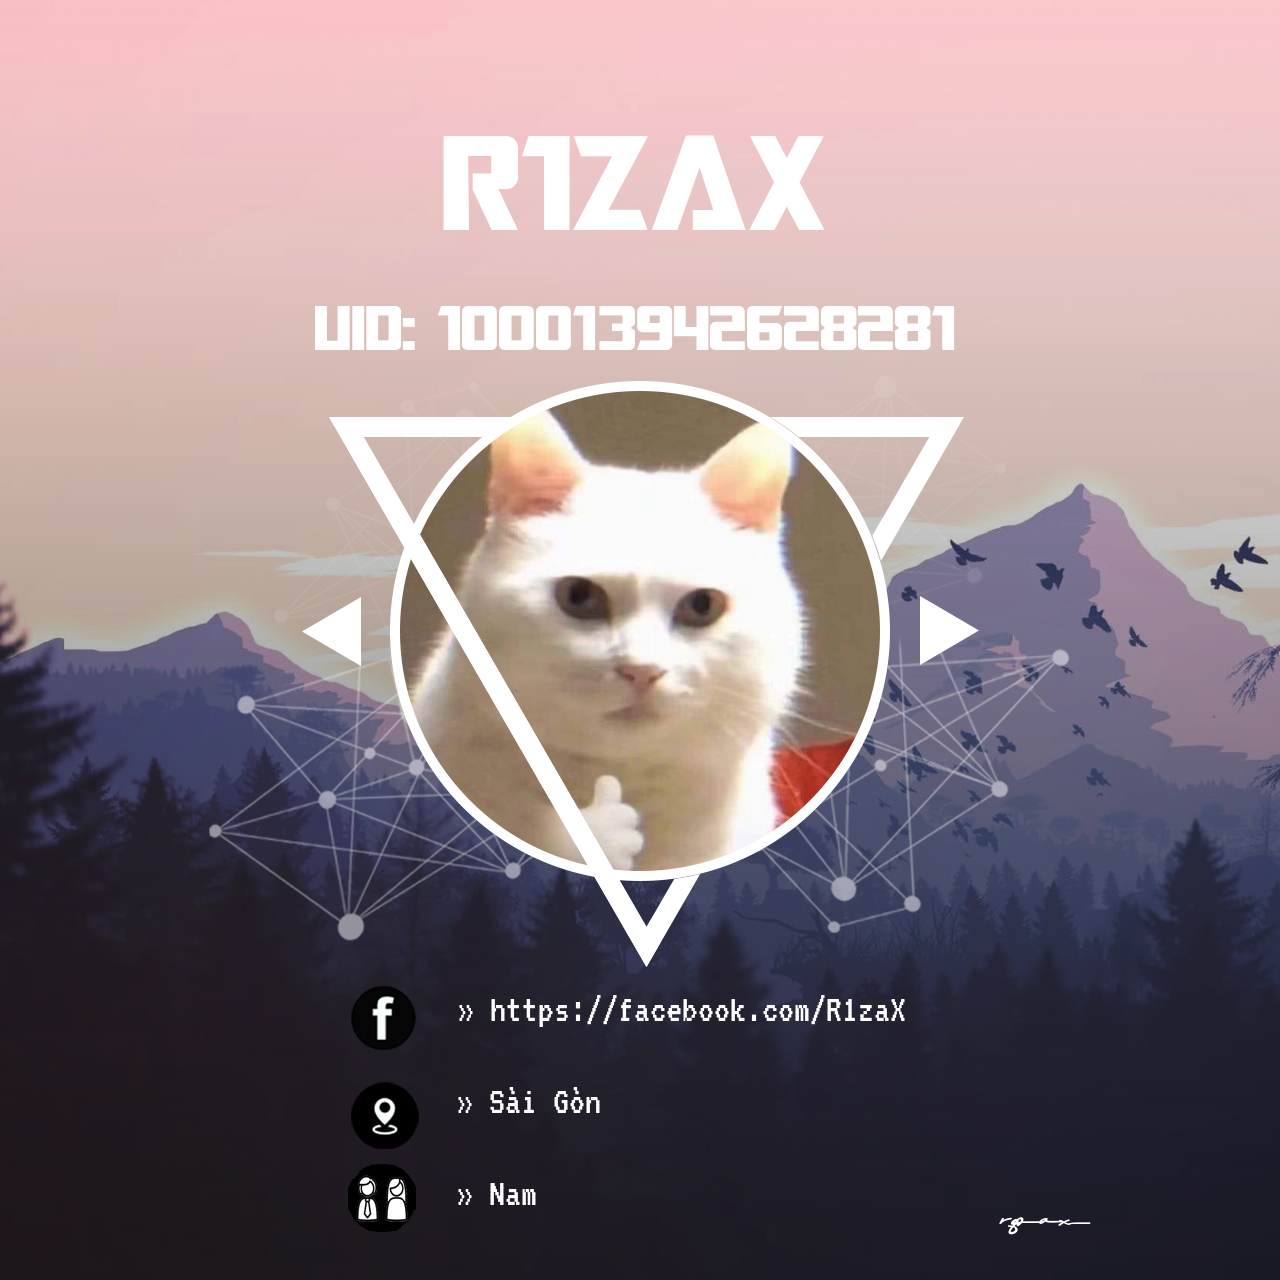 R1ZAX
UID: 100013942628281
» https://facebook.com/R1zaX
» Sài Gòn
» Nam